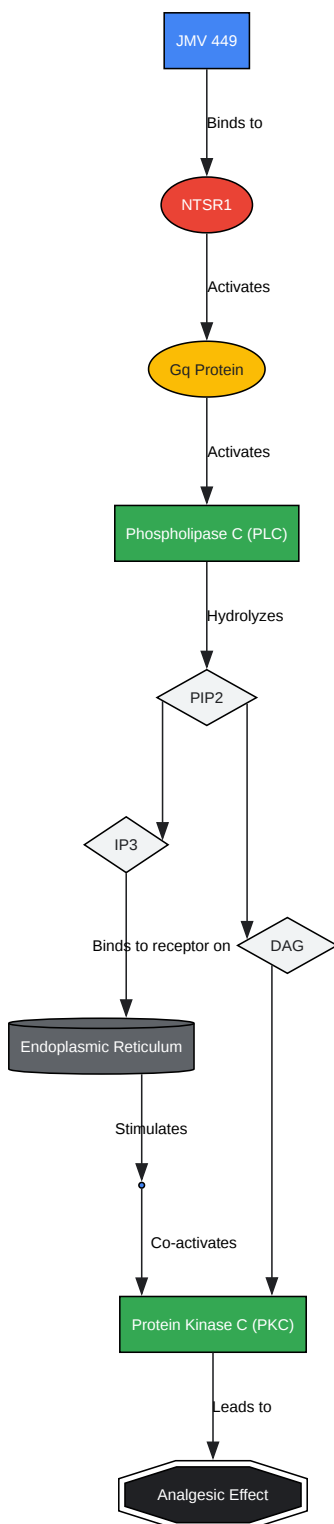 JMV 449
Binds to
NTSR1
Activates
Gq Protein
Activates
Phospholipase C (PLC)
Hydrolyzes
PIP2
IP3
Binds to receptor on
DAG
Endoplasmic Reticulum
Stimulates
Co-activates
Protein Kinase C (PKC)
Leads to
Analgesic Effect